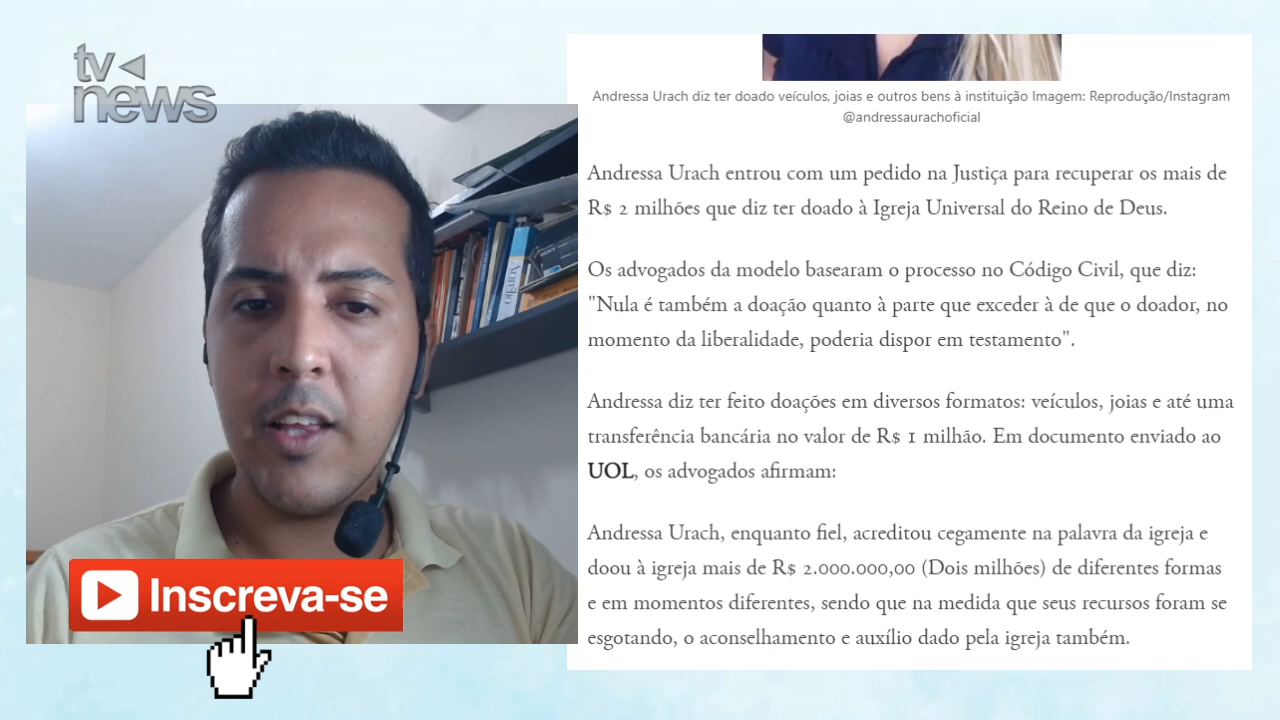 tv
news
Andressa Urach diz ter doado veículos, joias e outros bens à instituição Imagem: Reprodução/Instagram
@andressaurachoficial
Andressa Urach entrou com um pedido na Justiça para recuperar os mais de
R$ 2 milhões que diz ter doado à Igreja Universal do Reino de Deus.
Os advogados da modelo basearam o processo no Código Civil, que diz:
"Nula é também a doação quanto à parte que exceder à de que o doador, no
momento da liberalidade, poderia dispor em testamento".
Andressa diz ter feito doações em diversos formatos: veículos, joias e até uma
transferência bancária no valor de R$ 1 milhão. Em documento enviado ao
UOL, os advogados afirmam:
Andressa Urach, enquanto fiel, acreditou cegamente na palavra da igreja e
doou à igreja mais de R$ 2.000.000,00 (Dois milhões) de diferentes formas
e em momentos diferentes, sendo que na medida que seus recursos foram se
esgotando, o aconselhamento e auxílio dado pela igreja também.
Inscreva-se